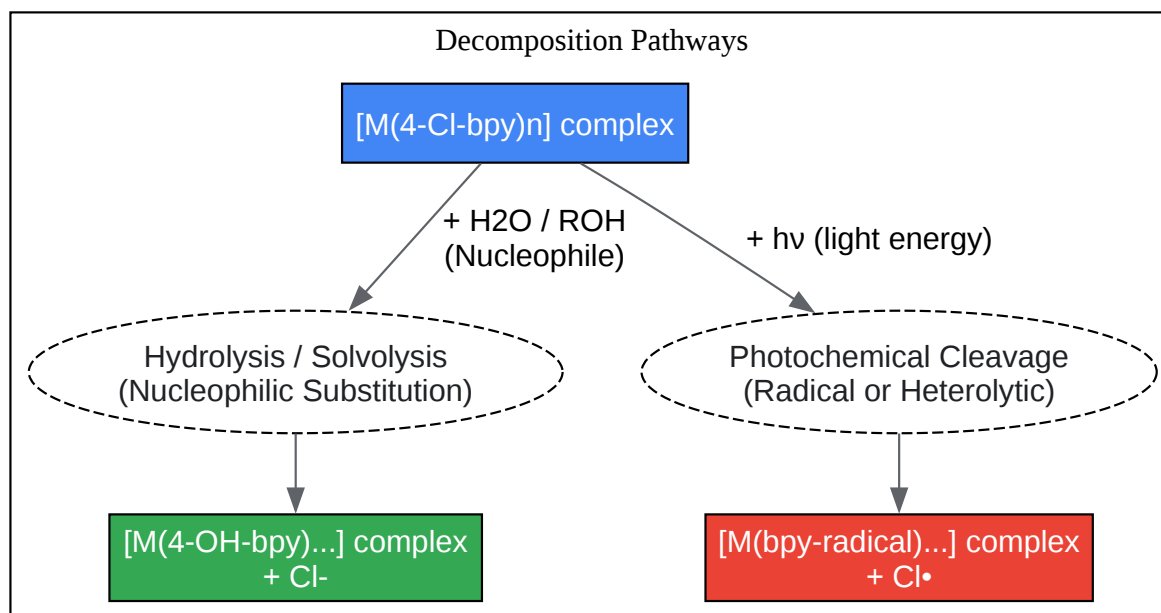 Decomposition Pathways
[M(4-Cl-bpy)n] complex
+ H2O / ROH
(Nucleophile)
+ hν (light energy)
Hydrolysis / Solvolysis
(Nucleophilic Substitution)
Photochemical Cleavage
(Radical or Heterolytic)
[M(4-OH-bpy)...] complex
+ Cl-
[M(bpy-radical)...] complex
+ Cl•